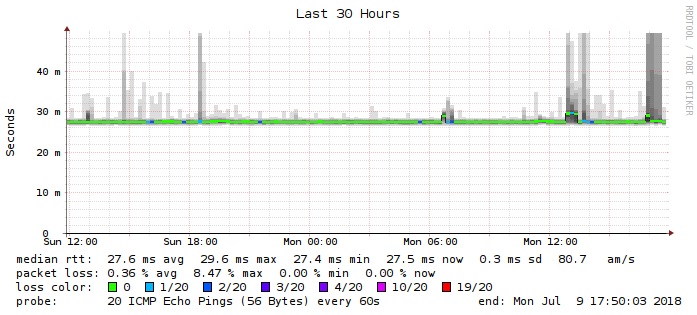 Last 30 Hours
RRDTOOL / TOBI OETIKER
Seconds
40 m
30 m
20 m
10 m
0
Sun 12:00 Sun 18:00 Mon 00:00 Mon 06:00 Mon 12:00
median rtt: 27.6 ms avg 29.6 ms max 27.4 ms min 27.5 ms now 0.3 ms sd 80.7 am/s
packet loss: 0.36 % avg 8.47 % max 0.00 % min 0.00 % now
loss color: 0 1/20 2/20 3/20 4/20 10/20 19/20
probe: 20 ICMP Echo Pings (56 Bytes) every 60s end: Mon Jul 9 17:50:03 2018